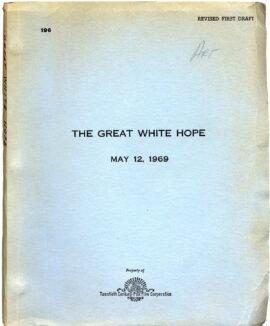 REVISED FIRST DRAFT
196
Art
THE GREAT WHITE HOPE
MAY 12, 1969
Property of
Twentieth Century-Fox Film Corporation